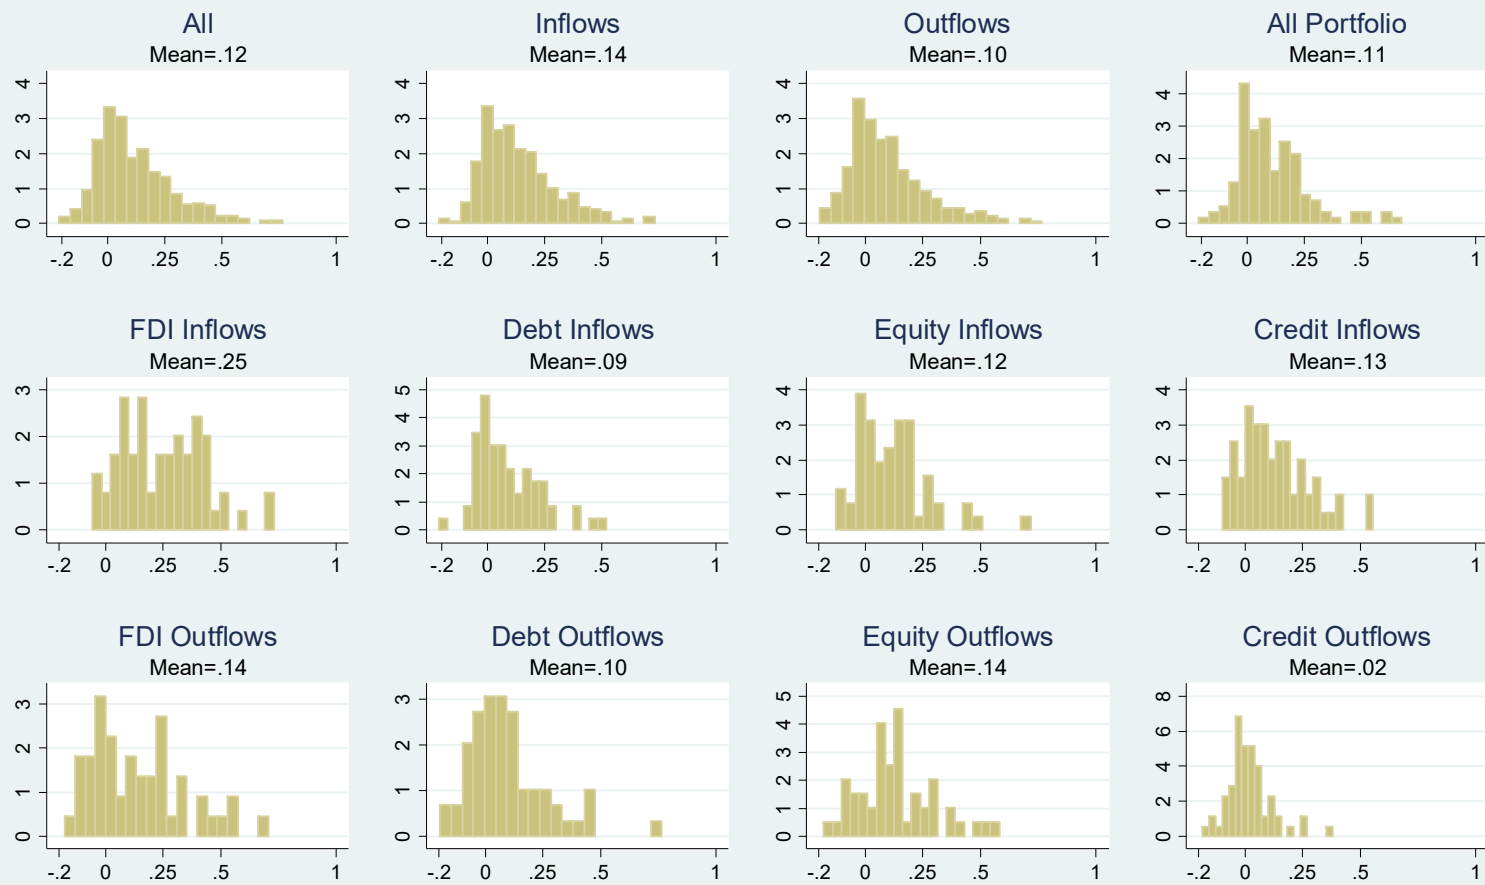 All Inflows Outflows All Portfolio
Mean=.12 Mean=.14 Mean=.10 Mean=.11
4 4 4 4
3 3 3 3
2 2 2 2
1 1 1 1
0 0 0 0
-.2 0 .25 .5 1 -.2 0 .25 .5 1 -.2 0 .25 .5 1 -.2 0 .25 .5 1
FDI Inflows Debt Inflows Equity Inflows Credit Inflows
Mean=.25 Mean=.09 Mean=.12 Mean=.13
3 5 4 4
2 4 3 3
1 3 2 2
0 2 1 1
1 0 0
0
-.2 0 .25 .5 1 -.2 0 .25 .5 1 -.2 0 .25 .5 1 -.2 0 .25 .5 1
FDI Outflows Debt Outflows Equity Outflows Credit Outflows
Mean=.14 Mean=.10 Mean=.14 Mean=.02
3 3 5 8
2 2 4 6
1 1 3 4
0 0 2 2
1 0
0
-.2 0 .25 .5 1 -.2 0 .25 .5 1 -.2 0 .25 .5 1 -.2 0 .25 .5 1